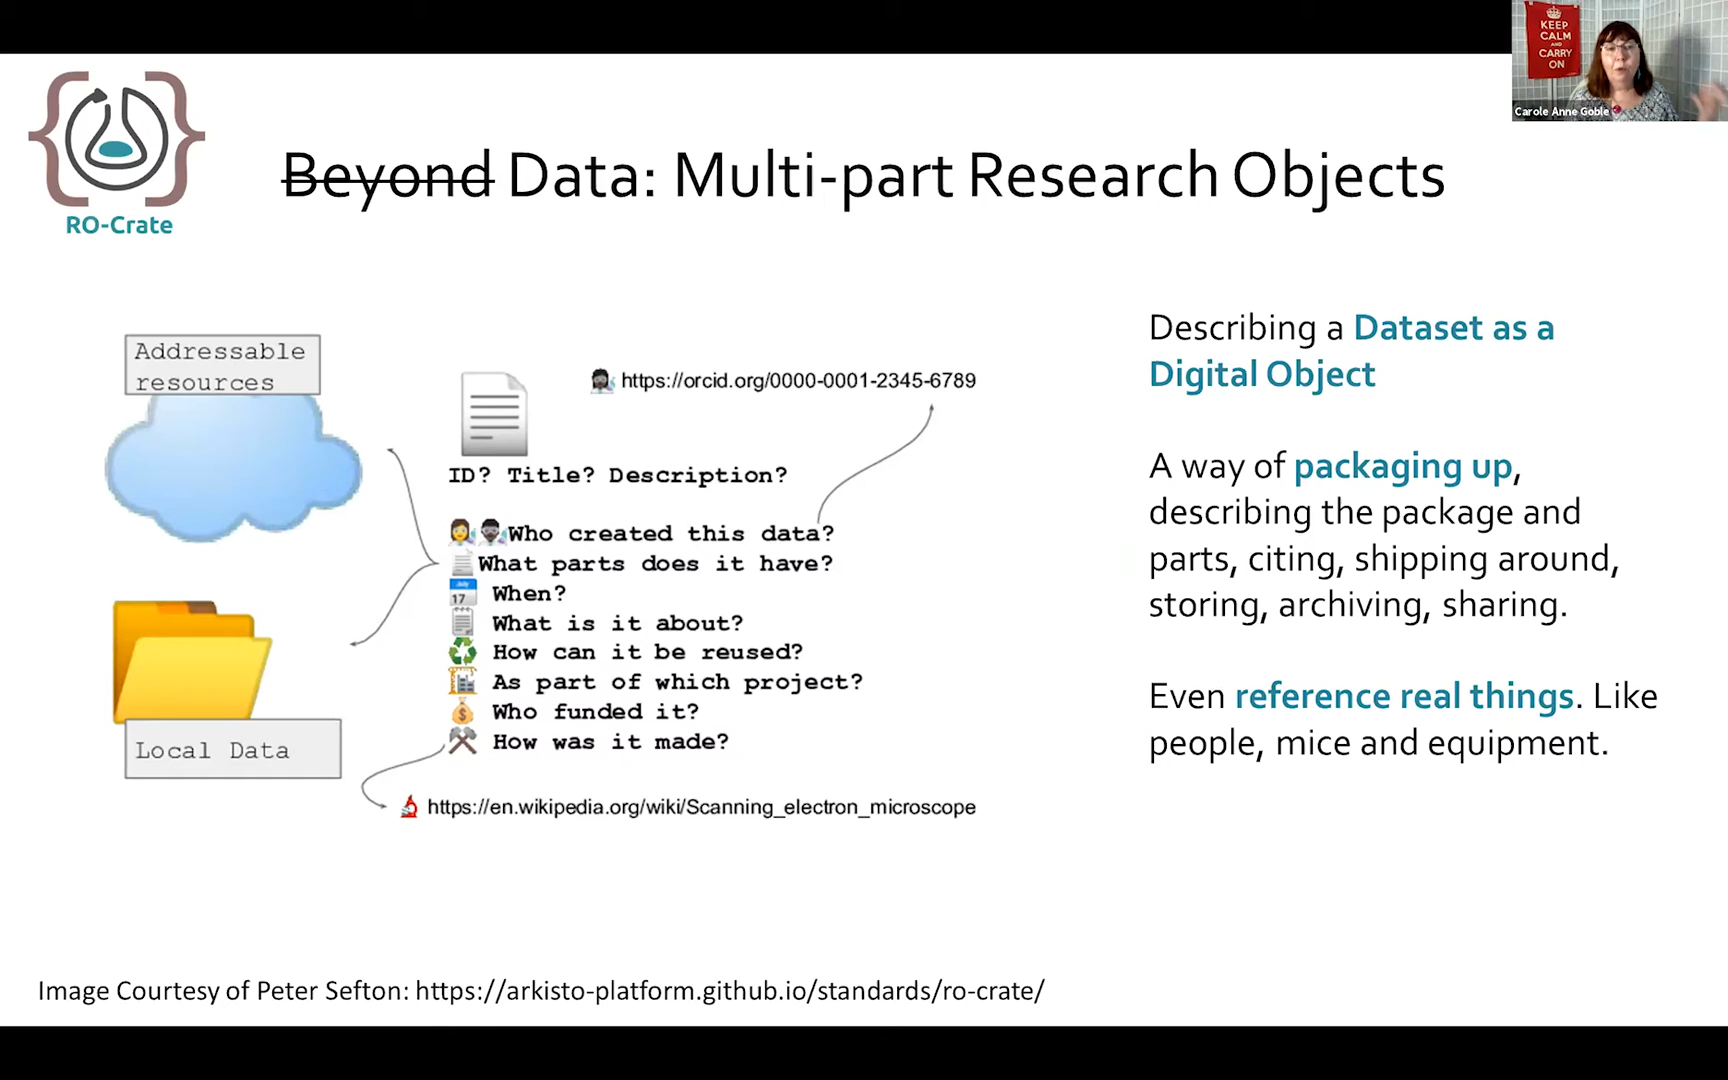 KEEP
CALM
AND
CARRY
ON
Carole Anne Goble
RO-Crate
Beyond Data: Multi-part Research Objects
Addressable
resources
Local Data
https://orcid.org/0000-0001-2345-6789
ID? Title? Description?
Who created this data?
What parts does it have?
July
17
When?
What is it about?
How can it be reused?
As part of which project?
$
Who funded it?
How was it made?
https://en.wikipedia.org/wiki/Scanning_electron_microscope
Describing a Dataset as a
Digital Object
A way of packaging up,
describing the package and
parts, citing, shipping around,
storing, archiving, sharing.
Even reference real things. Like
people, mice and equipment.
Image Courtesy of Peter Sefton: https://arkisto-platform.github.io/standards/ro-crate/